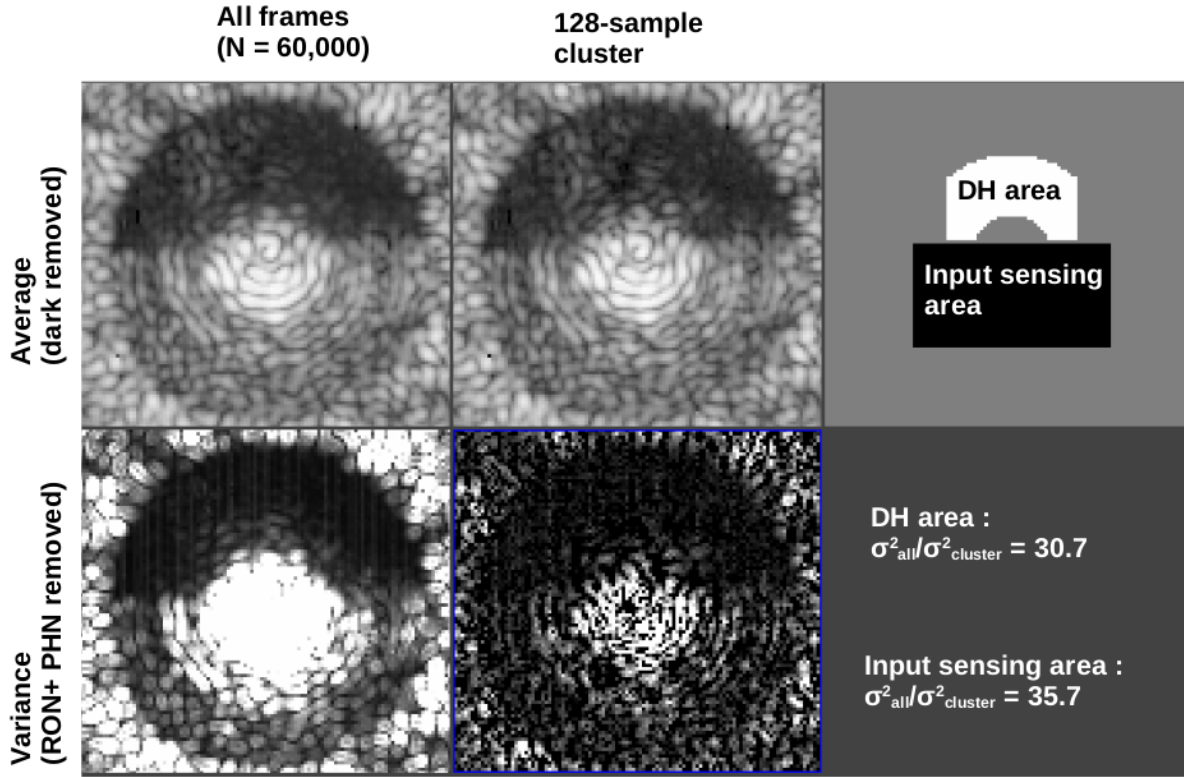 All frames
(N = 60,000)
128-sample
cluster
Average
(dark removed)
DH area
Input sensing
area
Variance
(RON+ PHN removed)
DH area :
σ²all/σ²cluster = 30.7
Input sensing area :
σ²all/σ²cluster = 35.7